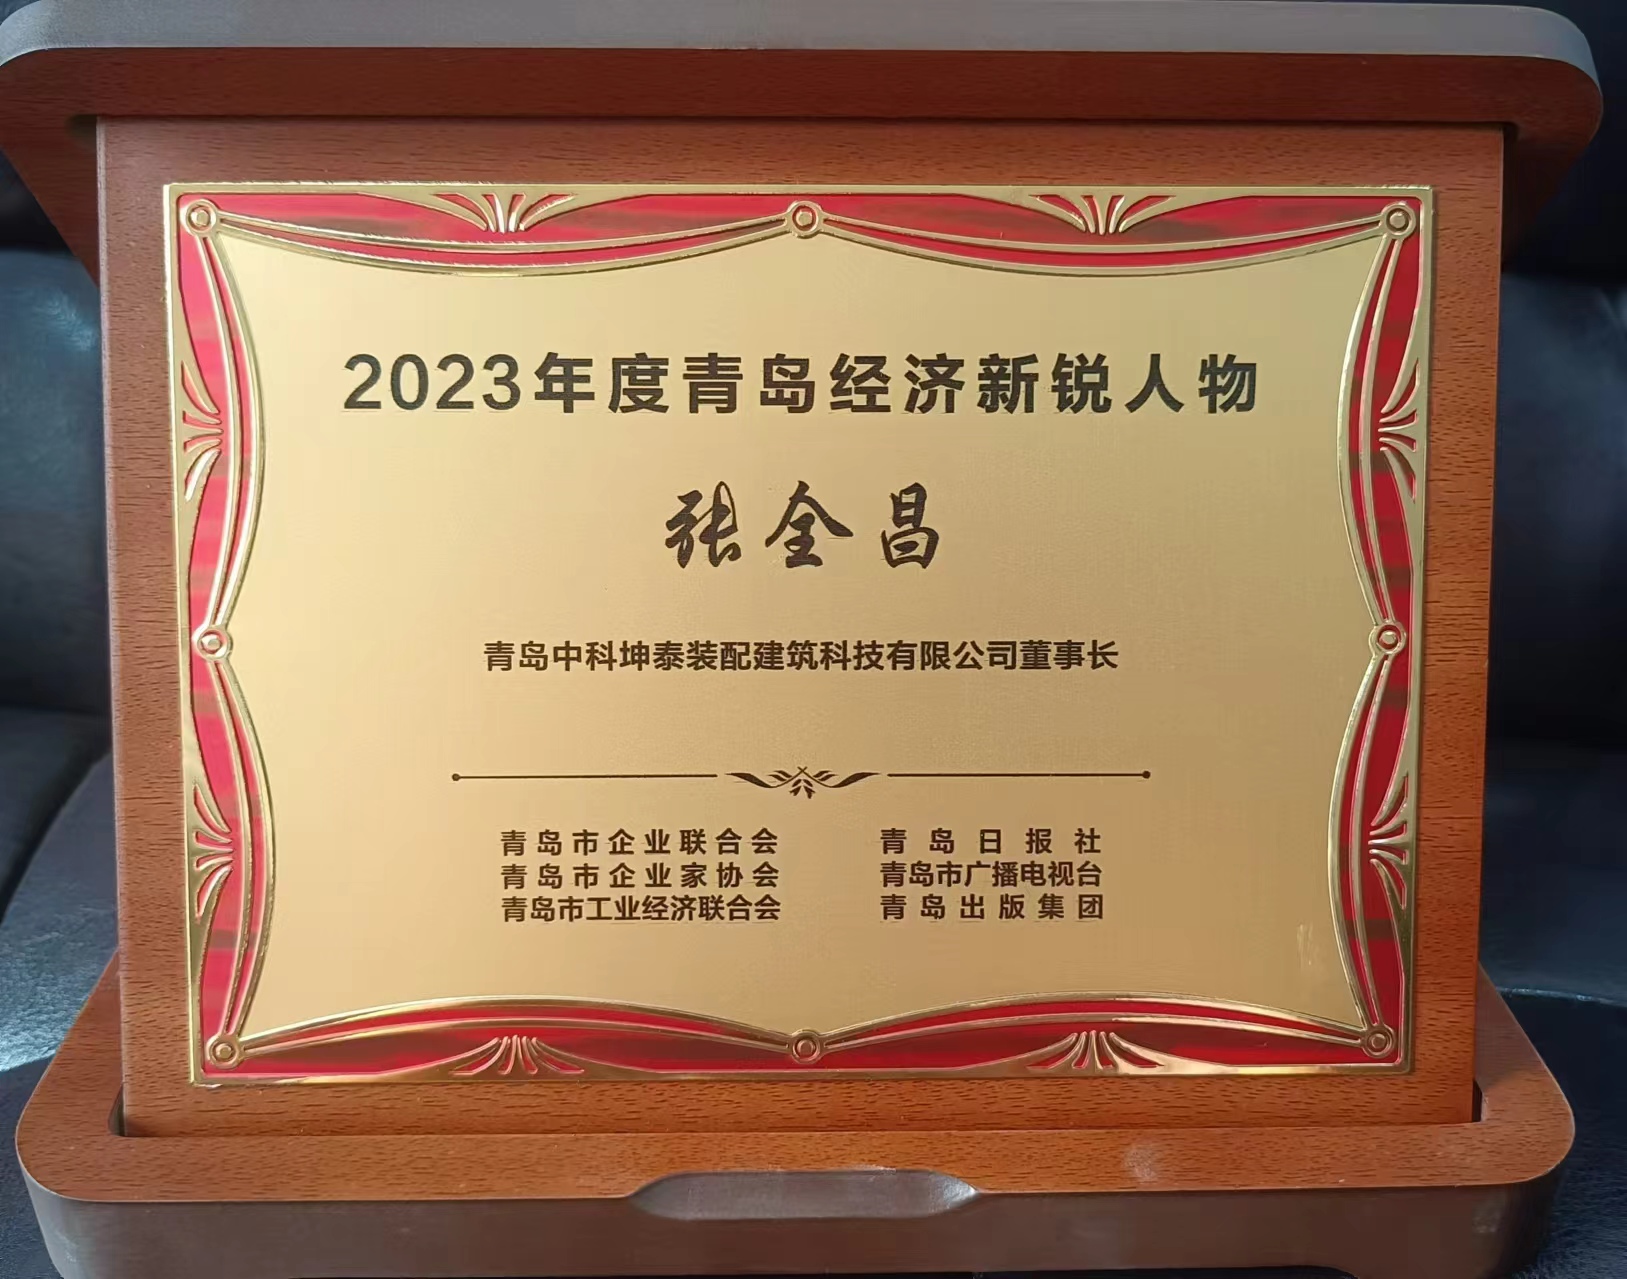 2023年度青岛经济新锐人物
张全昌
青岛中科坤泰装配建筑科技有限公司董事长
青岛市企业联合会
青岛市企业家协会
青岛市工业经济联合会
青岛日报社
青岛市广播电视台
青岛出版集团